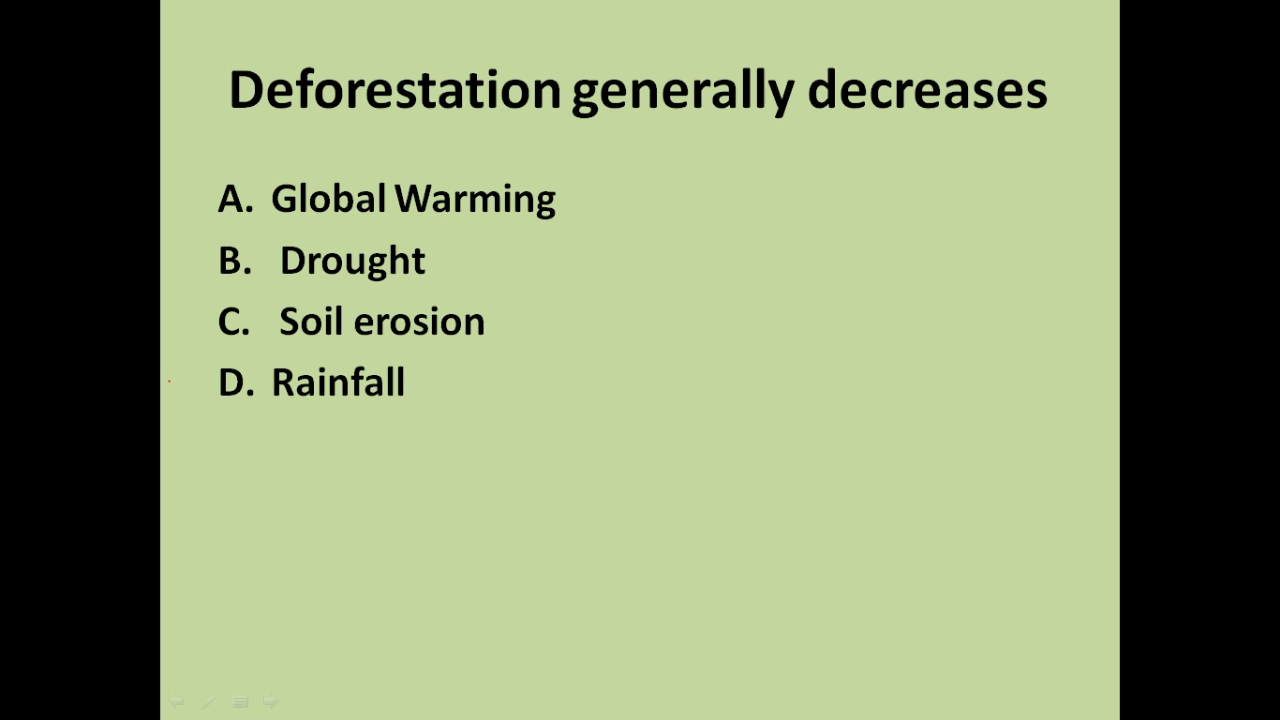 Deforestation generally decreases
A. Global Warming
B. Drought
C. Soil erosion
D. Rainfall